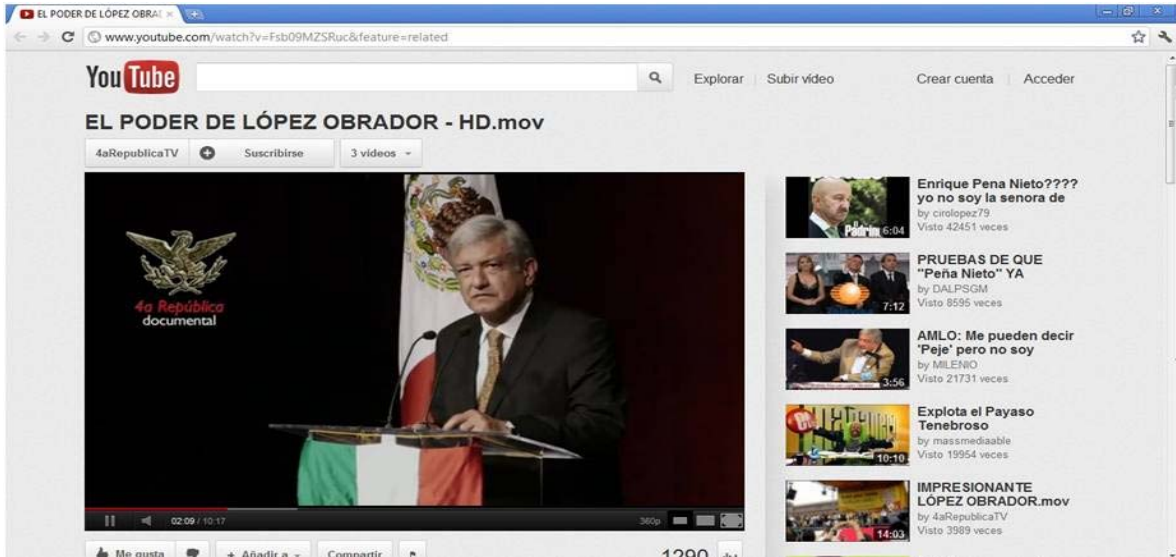 EL PODER DE LÓPEZ OBRA
www.youtube.com/watch?v=Fsb09MZSRuc&feature=related
You Tube
Explorar | Subir vídeo
Crear cuenta | Acceder
EL PODER DE LÓPEZ OBRADOR - HD.mov
4aRepublicaTV
Suscribirse
3 vídeos
4a República
documental
02:09 / 10:17
360p
Me gusta
+ Añadir a
Compartir
1290
6:04
Enrique Pena Nieto????
yo no soy la senora de
by cirolopez79
Visto 42451 veces
7:12
PRUEBAS DE QUE
"Peña Nieto" YA
by DALPSGM
Visto 8595 veces
3:56
AMLO: Me pueden decir
'Peje' pero no soy
by MILENIO
Visto 21731 veces
10:10
Explota el Payaso
Tenebroso
by massmediaable
Visto 19954 veces
14:03
IMPRESIONANTE
LÓPEZ OBRADOR.mov
by 4aRepublicaTV
Visto 3989 veces